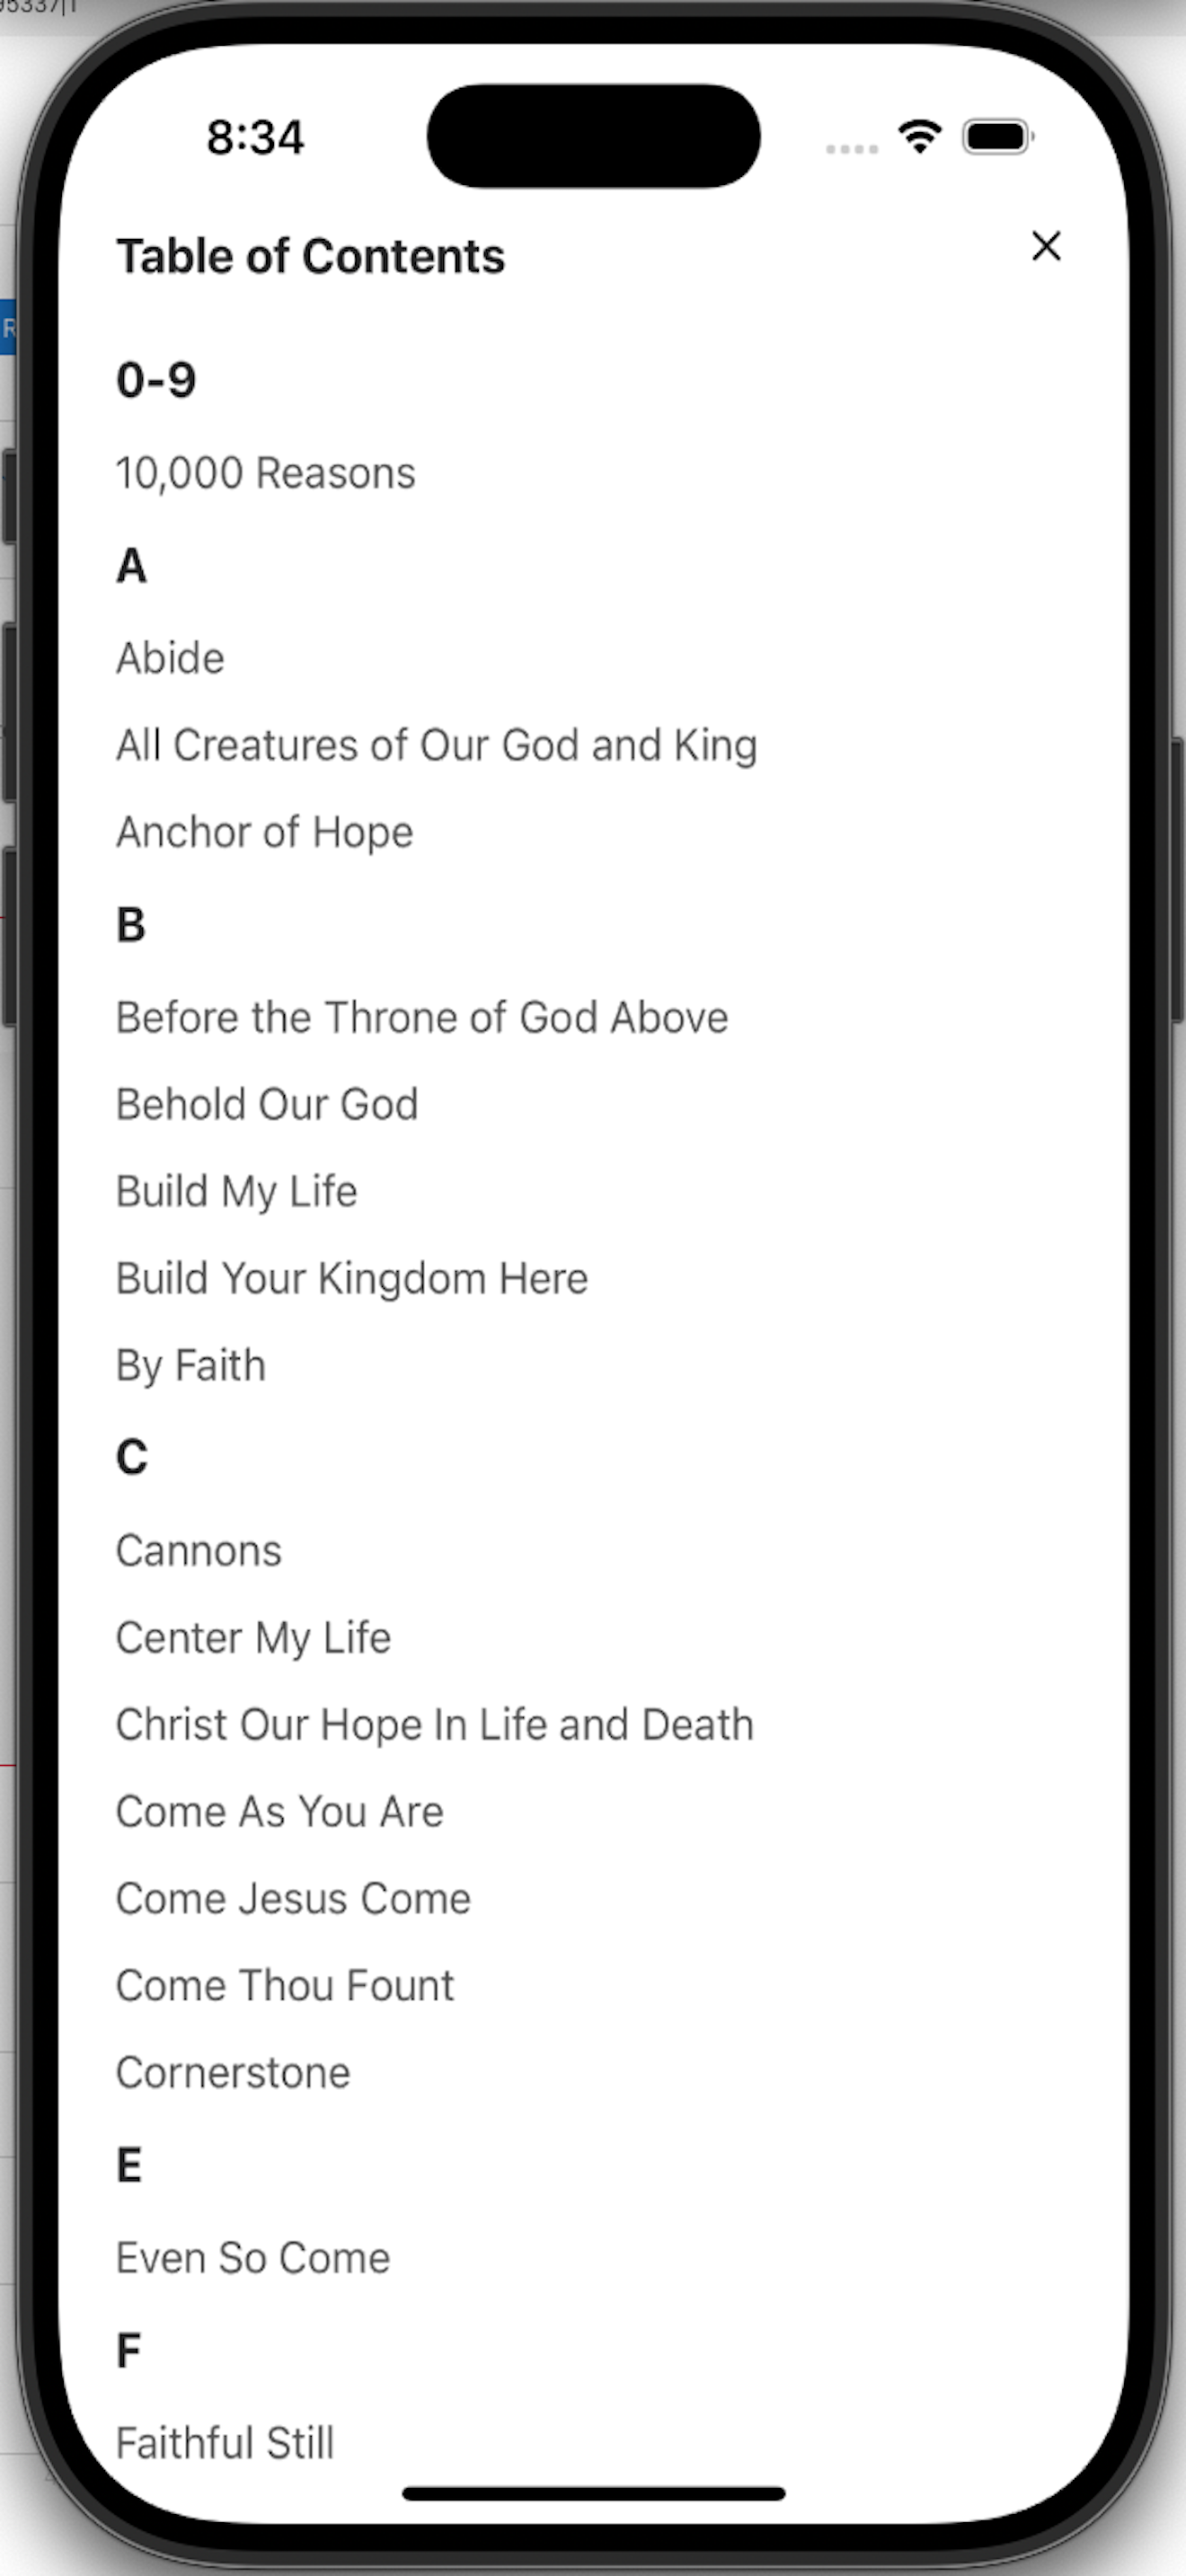 8:34
Table of Contents
0-9
10,000 Reasons
A
Abide
All Creatures of Our God and King
Anchor of Hope
B
Before the Throne of God Above
Behold Our God
Build My Life
Build Your Kingdom Here
By Faith
C
Cannons
Center My Life
Christ Our Hope In Life and Death
Come As You Are
Come Jesus Come
Come Thou Fount
Cornerstone
E
Even So Come
F
Faithful Still